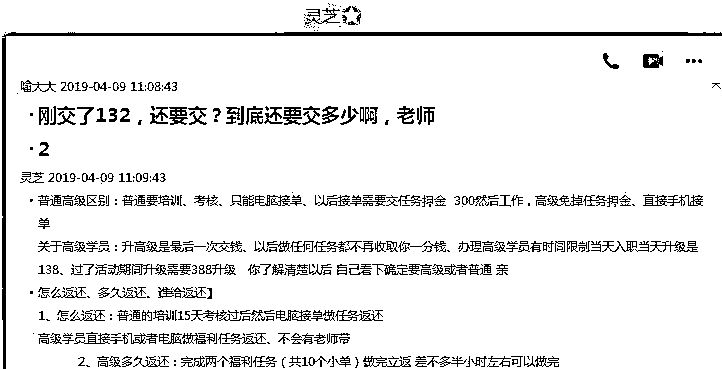 灵芝
喻大大 2019-04-09 11:08:43
·刚交了132，还要交？到底还要交多少啊，老师
·2
灵芝 2019-04-09 11:09:43
·普通高级区别：普通要培训、考核、只能电脑接单、以后接单需要交任务押金 300然后工作，高级免掉任务押金、直接手机接
单
关于高级学员：升高级是最后一次交钱、以后做任何任务都不再收取你一分钱、办理高级学员有时间限制当天入职当天升级是
138、过了活动期间升级需要388升级 你了解清楚以后 自己看下确定要高级或者普通 亲
·怎么返还、多久返还、谁给返还】
1、怎么返还：普通的培训15天考核过后然后电脑接单做任务返还
高级学员直接手机或者电脑做福利任务返还、不会有老师带
2、高级多久返还：完成两个福利任务（共10个小单）做完立返 差不多半小时左右可以做完